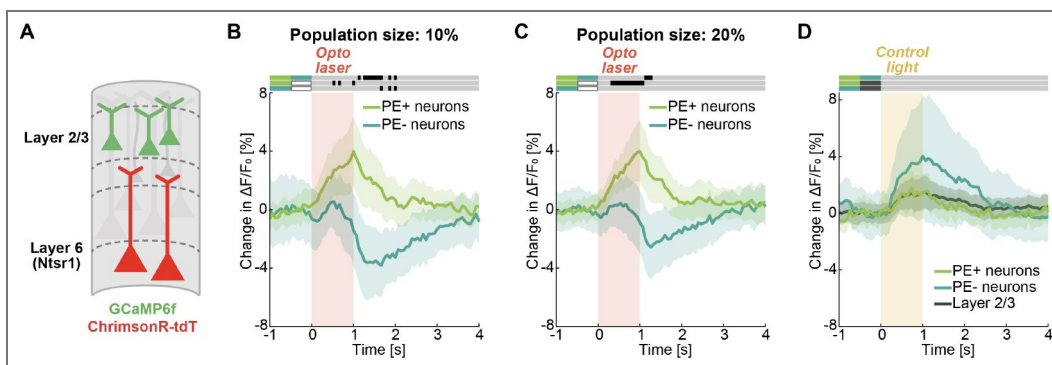 A
Layer 2/3
Layer 6
(Ntsr1)
GCaMP6f
ChrimsonR-tdT
B
Population size: 10%
Opto
laser
8
4
0
-4
-8
Change in ΔF/F₀ [%]
PE+ neurons
PE- neurons
-1 0 1 2 3 4
Time [s]
C
Population size: 20%
Opto
laser
8
4
0
-4
-8
Change in ΔF/F₀ [%]
PE+ neurons
PE- neurons
-1 0 1 2 3 4
Time [s]
D
Control
light
8
4
0
-4
-8
Change in ΔF/F₀ [%]
PE+ neurons
PE- neurons
Layer 2/3
-1 0 1 2 3 4
Time [s]